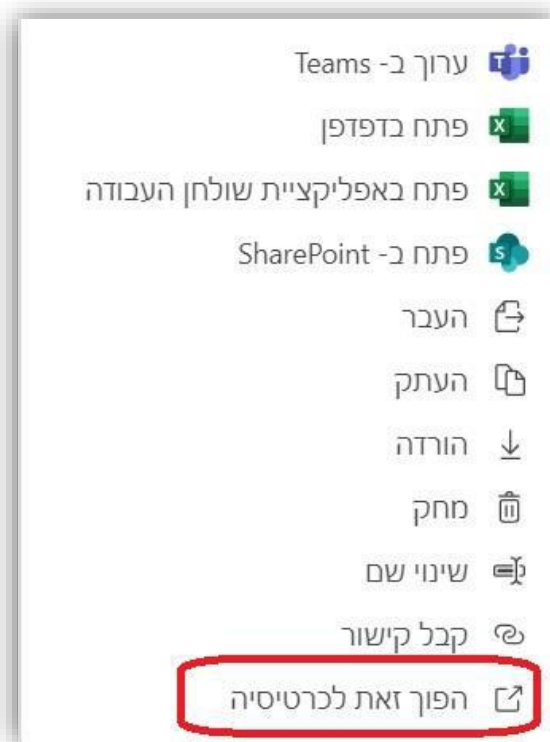 ערוך ב- Teams
פתח בדפדפן
פתח באפליקציית שולחן העבודה
פתח ב- SharePoint
העבר
העתק
הורדה
מחק
שינוי שם
קבל קישור
הפוך זאת לכרטיסיה